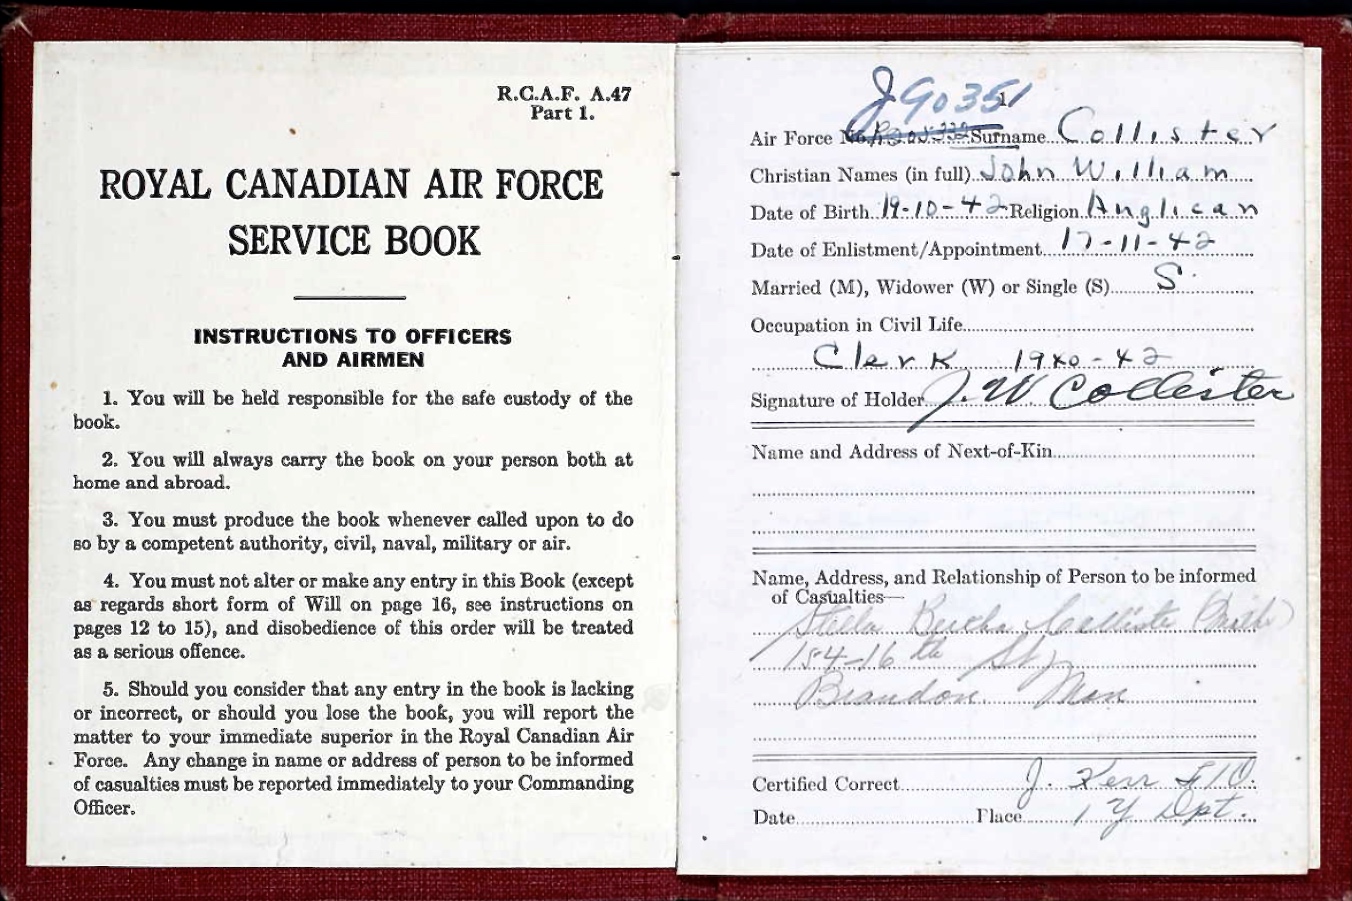 R.C.A.F. A.47
Part 1.
ROYAL CANADIAN AIR FORCE
SERVICE BOOK
INSTRUCTIONS TO OFFICERS
AND AIRMEN
1. You will be held responsible for the safe custody of the
book.
2. You will always carry the book on your person both at
home and abroad.
3. You must produce the book whenever called upon to do
so by a competent authority, civil, naval, military or air.
4. You must not alter or make any entry in this Book (except
as regards short form of Will on page 16, see instructions on
pages 12 to 15), and disobedience of this order will be treated
as a serious offence.
5. Should you consider that any entry in the book is lacking
or incorrect, or should you lose the book, you will report the
matter to your immediate superior in the Royal Canadian Air
Force. Any change in name or address of person to be informed
of casualties must be reported immediately to your Commanding
Officer.
J90351
1
Air Force No. Surname Collister
Christian Names (in full) John William
Date of Birth 19-10-42 Religion Anglican
Date of Enlistment/Appointment 17-11-42
Married (M), Widower (W) or Single (S) S
Occupation in Civil Life
Clerk 1940-42
Signature of Holder J. W Collister
Name and Address of Next-of-Kin
Name, Address, and Relationship of Person to be informed
of Casualties—
Stella Bertha Collister
154-16th St,
Brandon Man
Certified Correct J. Kerr F/O.
Date Place 1 Y Dpt.